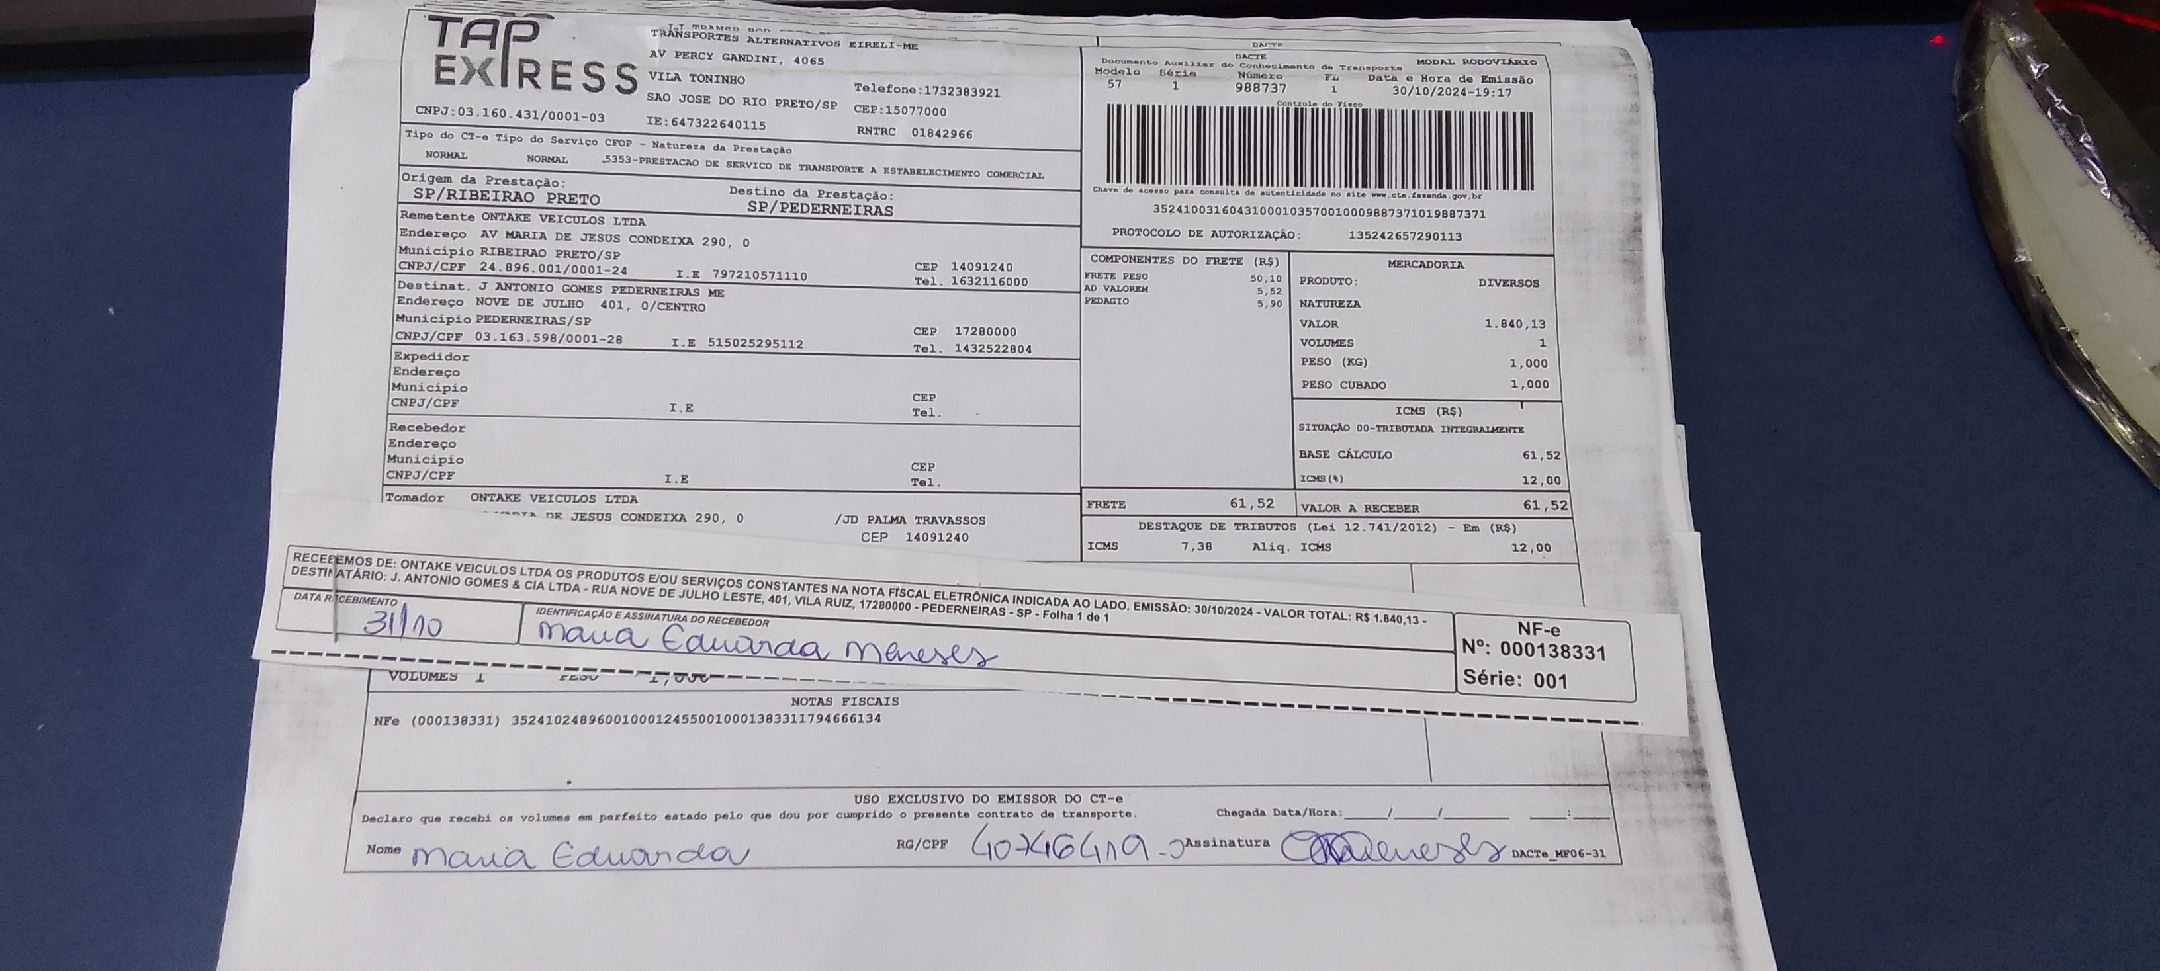 TAP EXPRESS
TRANSPORTES ALTERNATIVOS EIRELI-ME
AV PERCY GANDINI, 4065
VILA TONINHO
Telefone:1732383921
SAO JOSE DO RIO PRETO/SP CEP:15077000
CNPJ:03.160.431/0001-03 IE:647322640115 RNTRC 01842966
Tipo do CT-e Tipo do Serviço CFOP - Natureza da Prestação
NORMAL NORMAL 5353-PRESTACAO DE SERVICO DE TRANSPORTE A ESTABELECIMENTO COMERCIAL
Origem da Prestação: Destino da Prestação:
SP/RIBEIRAO PRETO SP/PEDERNEIRAS
Remetente ONTAKE VEICULOS LTDA
Endereço AV MARIA DE JESUS CONDEIXA 290, 0
Município RIBEIRAO PRETO/SP CEP 14091240
CNPJ/CPF 24.896.001/0001-24 I.E 797210571110 Tel. 1632116000
Destinat. J ANTONIO GOMES PEDERNEIRAS ME
Endereço NOVE DE JULHO 401, 0/CENTRO
Município PEDERNEIRAS/SP CEP 17280000
CNPJ/CPF 03.163.598/0001-28 I.E 515025295112 Tel. 1432522804
Expedidor
Endereço
Município CEP
CNPJ/CPF I.E Tel.
Recebedor
Endereço
Município CEP
CNPJ/CPF I.E Tel.
Tomador ONTAKE VEICULOS LTDA
DE JESUS CONDEIXA 290, 0 /JD PALMA TRAVASSOS
CEP 14091240
DACTE
DACTE
Documento Auxiliar do Conhecimento de Transporte MODAL RODOVIÁRIO
Modelo Série Número FL Data e Hora de Emissão
57 1 988737 1 30/10/2024-19:17
Controle do Fisco
Chave de acesso para consulta de autenticidade no site www.cte.fazenda.gov.br
35241003160431000103570010009887371019887371
PROTOCOLO DE AUTORIZAÇÃO: 135242657290113
COMPONENTES DO FRETE (R$)
FRETE PESO 50,10
AD VALOREM 5,52
PEDAGIO 5,90
MERCADORIA
PRODUTO: DIVERSOS
NATUREZA
VALOR 1.840,13
VOLUMES 1
PESO (KG) 1,000
PESO CUBADO 1,000
ICMS (R$)
SITUAÇÃO 00-TRIBUTADA INTEGRALMENTE
BASE CÁLCULO 61,52
ICMS(%) 12,00
FRETE 61,52 VALOR A RECEBER 61,52
DESTAQUE DE TRIBUTOS (Lei 12.741/2012) - Em (R$)
ICMS 7,38 Aliq. ICMS 12,00
RECEBEMOS DE: ONTAKE VEICULOS LTDA OS PRODUTOS E/OU SERVIÇOS CONSTANTES NA NOTA FISCAL ELETRÔNICA INDICADA AO LADO. EMISSÃO: 30/10/2024 - VALOR TOTAL: R$ 1.840,13 -
DESTINATÁRIO: J. ANTONIO GOMES & CIA LTDA - RUA NOVE DE JULHO LESTE, 401, VILA RUIZ, 17280000 - PEDERNEIRAS - SP - Folha 1 de 1
DATA RECEBIMENTO IDENTIFICAÇÃO E ASSINATURA DO RECEBEDOR
31/10 Maria Eduarda Meneses
NF-e
Nº: 000138331
Série: 001
VOLUMES 1 PESO 1,000
NOTAS FISCAIS
NFe (000138331) 35241024896001000124550010001383311794666134
USO EXCLUSIVO DO EMISSOR DO CT-e
Declaro que recebi os volumes em perfeito estado pelo que dou por cumprido o presente contrato de transporte. Chegada Data/Hora:____/____/______ ____:____
Nome Maria Eduarda RG/CPF Assinatura Meneses DACTe_MF06-31